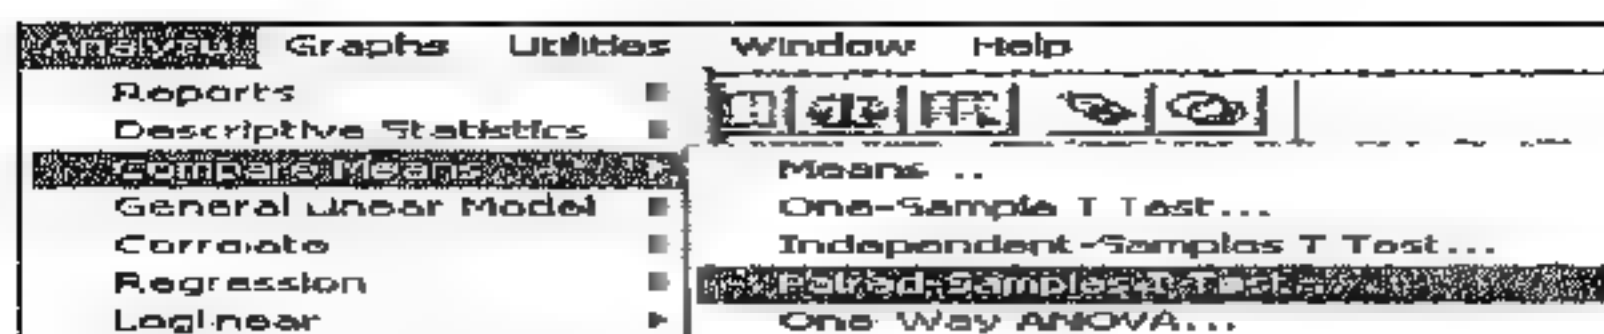 Analyze Graphs Utilities Window Help
Reports
Descriptive Statistics
Compare Means
General Linear Model
Correlate
Regression
Loglinear
Means...
One-Sample T Test...
Independent-Samples T Test...
Paired-Samples T Test...
One-Way ANOVA...